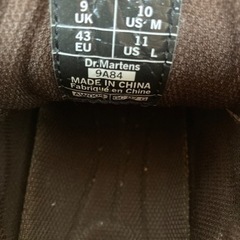 9 10
UK US M
43 11
EU US L
Dr.Martens
9A84
MADE IN CHINA
Fabriqué en Chine